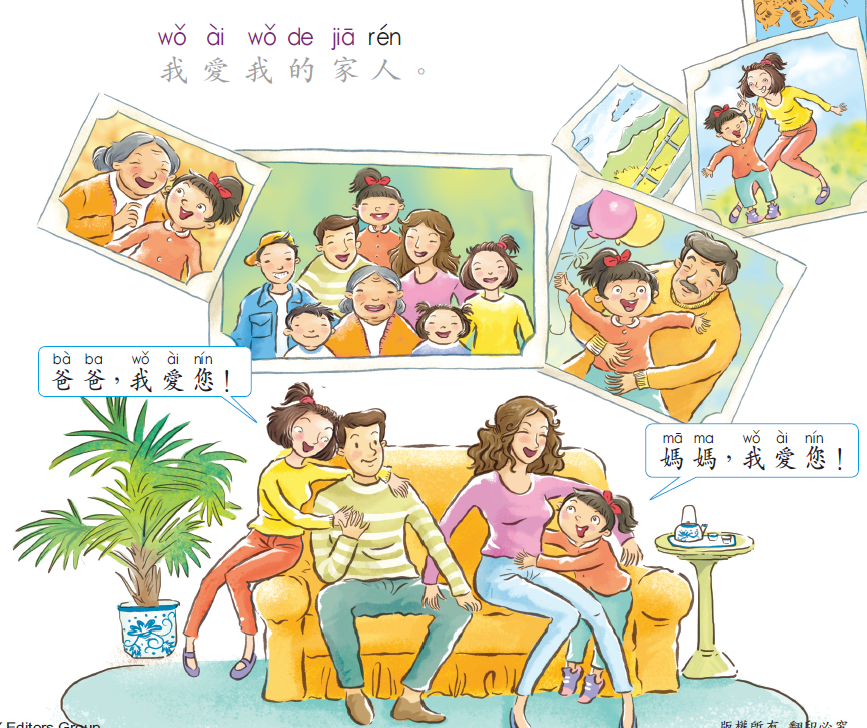 wǒ ài wǒ de jiā rén
我愛我的家人。
bà ba wǒ ài nín
爸爸，我愛您！
mā ma wǒ ài nín
媽媽，我愛您！
Editors Group
版權所有 翻印必究